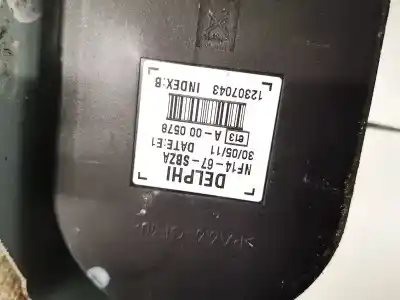 DELPHI
NF14-67-SBZA
30/05/11 DATE:E1
e13 A-00 0578
12307043 INDEX:B